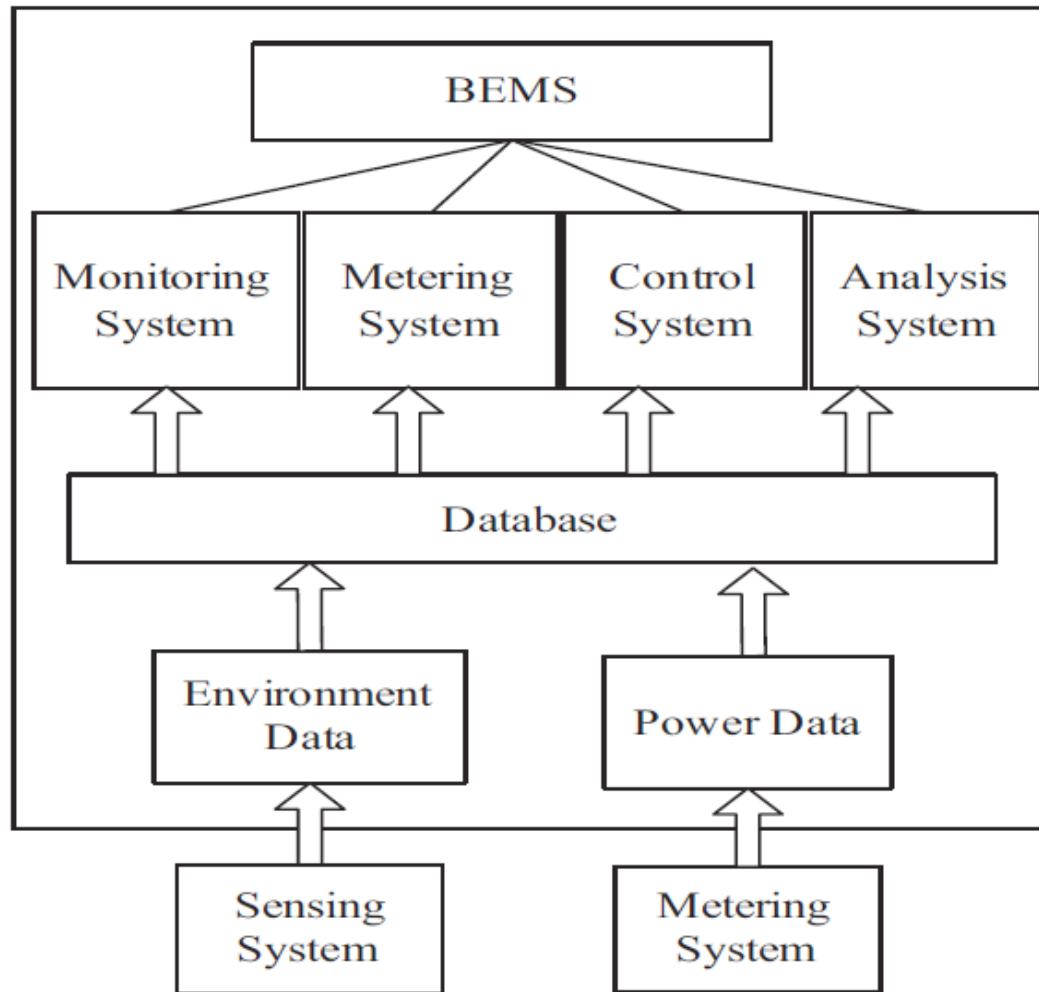 BEMS
Monitoring
System
Metering
System
Control
System
Analysis
System
Database
Environment
Data
Power Data
Sensing
System
Metering
System